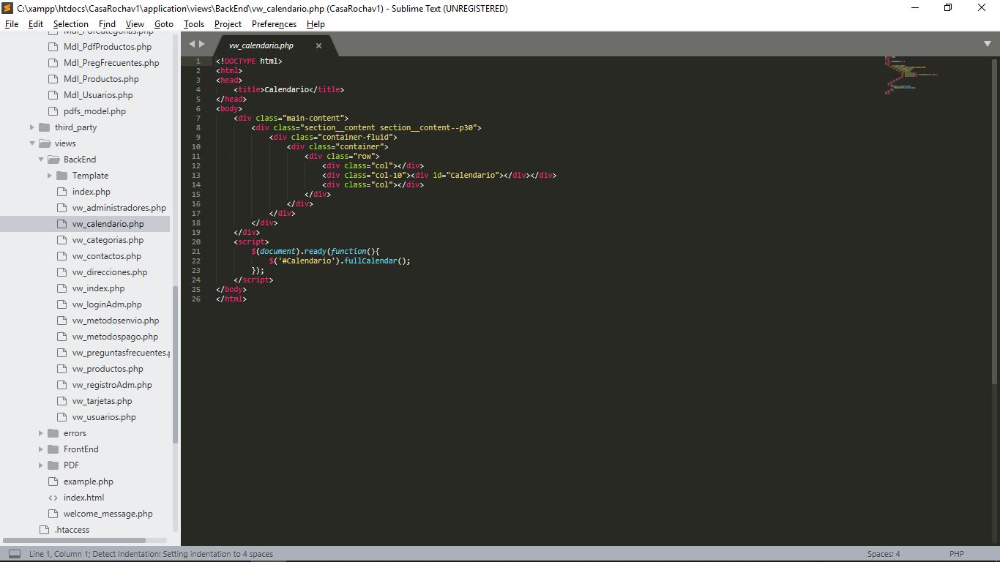 C:\xampp\htdocs\CasaRochav1\application\views\BackEnd\vw_calendario.php (CasaRochav1) - Sublime Text (UNREGISTERED)
File Edit Selection Find View Goto Tools Project Preferences Help
Mdl_PdfCategorias
Mdl_PdfProductos.php
Mdl_PregFrecuentes.php
Mdl_Productos.php
Mdl_Usuarios.php
pdfs_model.php
third_party
views
BackEnd
Template
index.php
vw_administradores.php
vw_calendario.php
vw_categorias.php
vw_contactos.php
vw_direcciones.php
vw_index.php
vw_loginAdm.php
vw_metodosenvio.php
vw_metodospago.php
vw_preguntasfrecuentes.p
vw_productos.php
vw_registroAdm.php
vw_tarjetas.php
vw_usuarios.php
errors
FrontEnd
PDF
example.php
index.html
welcome_message.php
.htaccess
vw_calendario.php
1 <!DOCTYPE html>
2 <html>
3 <head>
4 <title>Calendario</title>
5 </head>
6 <body>
7 <div class="main-content">
8 <div class="section__content section__content--p30">
9 <div class="container-fluid">
10 <div class="container">
11 <div class="row">
12 <div class="col"></div>
13 <div class="col-10"><div id="Calendario"></div></div>
14 <div class="col"></div>
15 </div>
16 </div>
17 </div>
18 </div>
19 </div>
20 <script>
21 $(document).ready(function(){
22 $('#Calendario').fullCalendar();
23 });
24 </script>
25 </body>
26 </html>
Line 1, Column 1; Detect Indentation: Setting indentation to 4 spaces
Spaces: 4
PHP